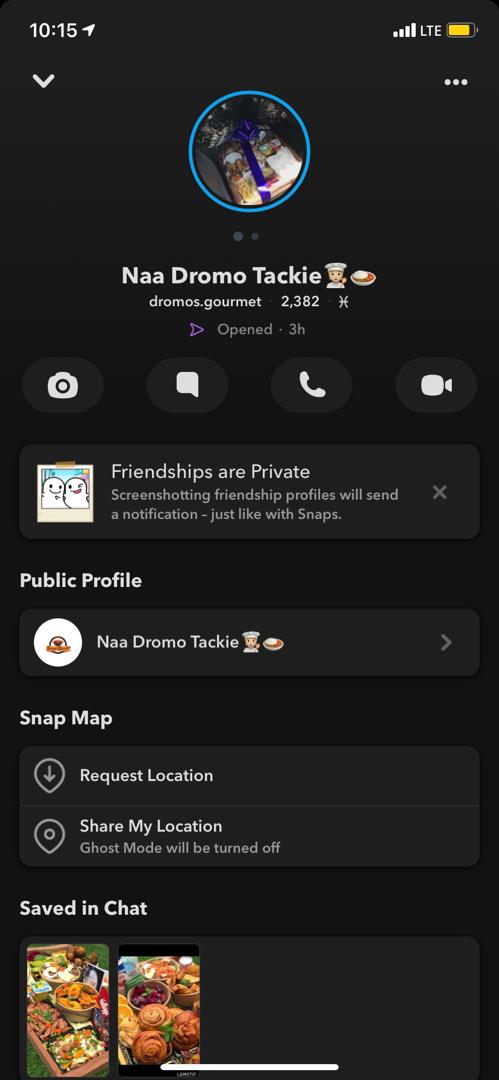 10:15
LTE
Naa Dromo Tackie👩🏼‍🍳🍛
dromos.gourmet · 2,382 · ♓
Opened · 3h
Friendships are Private
Screenshotting friendship profiles will send
a notification – just like with Snaps.
Public Profile
Naa Dromo Tackie👩🏼‍🍳🍛
Snap Map
Request Location
Share My Location
Ghost Mode will be turned off
Saved in Chat
LOMOTIF